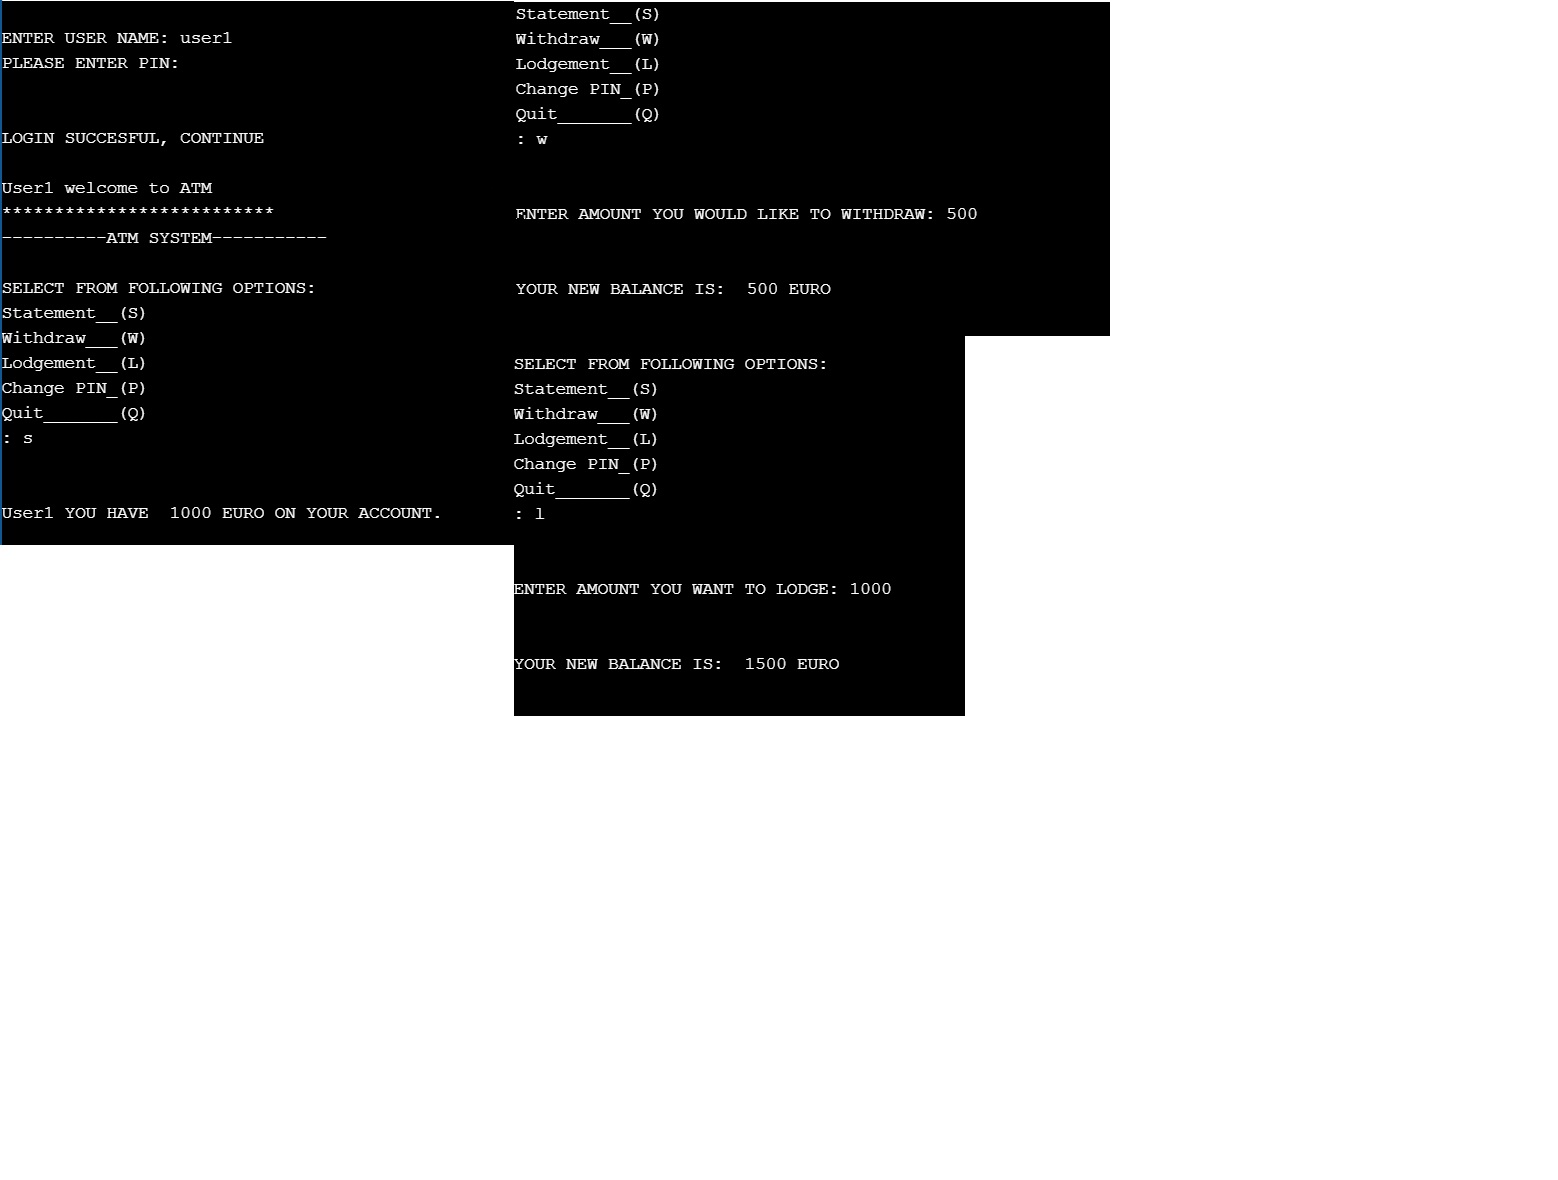 ENTER USER NAME: user1
PLEASE ENTER PIN:
LOGIN SUCCESFUL, CONTINUE
User1 welcome to ATM
**************************
----------ATM SYSTEM-----------
SELECT FROM FOLLOWING OPTIONS:
Statement__(S)
Withdraw___(W)
Lodgement__(L)
Change PIN_(P)
Quit_______(Q)
: s
User1 YOU HAVE  1000 EURO ON YOUR ACCOUNT.
Statement__(S)
Withdraw___(W)
Lodgement__(L)
Change PIN_(P)
Quit_______(Q)
: w
ENTER AMOUNT YOU WOULD LIKE TO WITHDRAW: 500
YOUR NEW BALANCE IS:  500 EURO
SELECT FROM FOLLOWING OPTIONS:
Statement__(S)
Withdraw___(W)
Lodgement__(L)
Change PIN_(P)
Quit_______(Q)
: l
ENTER AMOUNT YOU WANT TO LODGE: 1000
YOUR NEW BALANCE IS:  1500 EURO